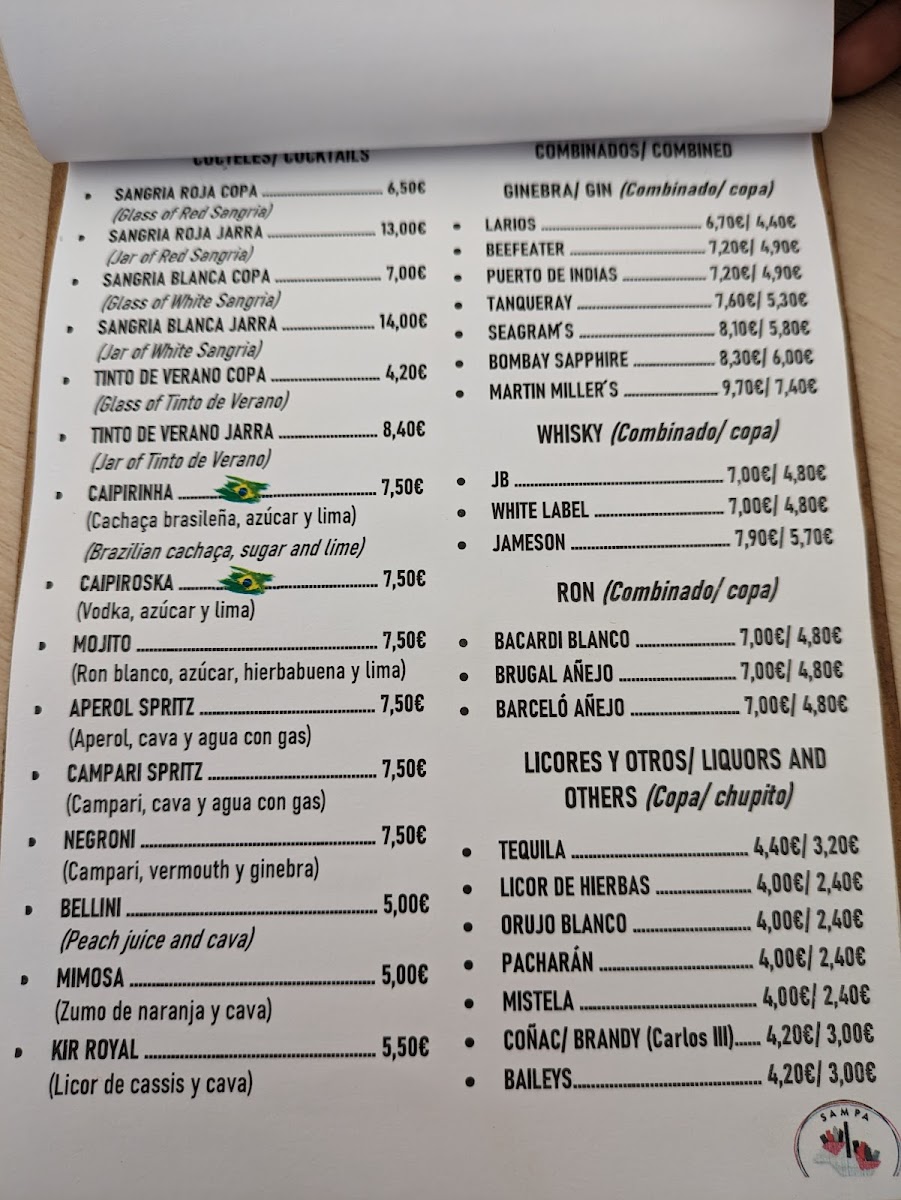 CÓCTELES/ COCKTAILS
SANGRIA ROJA COPA 6,50€
(Glass of Red Sangria)
SANGRIA ROJA JARRA 13,00€
(Jar of Red Sangria)
SANGRIA BLANCA COPA 7,00€
(Glass of White Sangria)
SANGRIA BLANCA JARRA 14,00€
(Jar of White Sangria)
TINTO DE VERANO COPA 4,20€
(Glass of Tinto de Verano)
TINTO DE VERANO JARRA 8,40€
(Jar of Tinto de Verano)
CAIPIRINHA 7,50€
(Cachaça brasileña, azúcar y lima)
(Brazilian cachaça, sugar and lime)
CAIPIROSKA 7,50€
(Vodka, azúcar y lima)
MOJITO 7,50€
(Ron blanco, azúcar, hierbabuena y lima)
APEROL SPRITZ 7,50€
(Aperol, cava y agua con gas)
CAMPARI SPRITZ 7,50€
(Campari, cava y agua con gas)
NEGRONI 7,50€
(Campari, vermouth y ginebra)
BELLINI 5,00€
(Peach juice and cava)
MIMOSA 5,00€
(Zumo de naranja y cava)
KIR ROYAL 5,50€
(Licor de cassis y cava)
COMBINADOS/ COMBINED
GINEBRA/ GIN (Combinado/ copa)
LARIOS 6,70€/ 4,40€
BEEFEATER 7,20€/ 4,90€
PUERTO DE INDIAS 7,20€/ 4,90€
TANQUERAY 7,60€/ 5,30€
SEAGRAM´S 8,10€/ 5,80€
BOMBAY SAPPHIRE 8,30€/ 6,00€
MARTIN MILLER´S 9,70€/ 7,40€
WHISKY (Combinado/ copa)
JB 7,00€/ 4,80€
WHITE LABEL 7,00€/ 4,80€
JAMESON 7,90€/ 5,70€
RON (Combinado/ copa)
BACARDI BLANCO 7,00€/ 4,80€
BRUGAL AÑEJO 7,00€/ 4,80€
BARCELÓ AÑEJO 7,00€/ 4,80€
LICORES Y OTROS/ LIQUORS AND
OTHERS (Copa/ chupito)
TEQUILA 4,40€/ 3,20€
LICOR DE HIERBAS 4,00€/ 2,40€
ORUJO BLANCO 4,00€/ 2,40€
PACHARÁN 4,00€/ 2,40€
MISTELA 4,00€/ 2,40€
COÑAC/ BRANDY (Carlos III) 4,20€/ 3,00€
BAILEYS 4,20€/ 3,00€
SAMPA